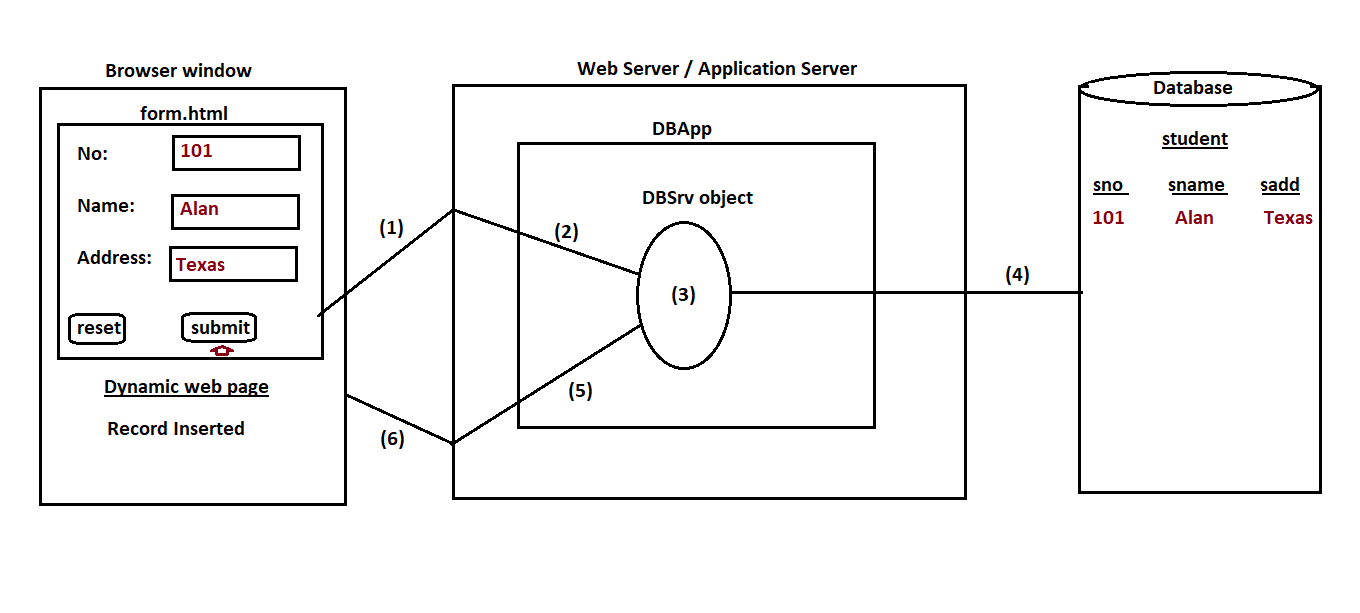 Browser window
form.html
No: 101
Name: Alan
Address: Texas
reset submit
Dynamic web page
Record Inserted
(1)
(6)
Web Server / Application Server
DBApp
DBSrv object
(2)
(3)
(5)
(4)
Database
student
sno sname sadd
101 Alan Texas